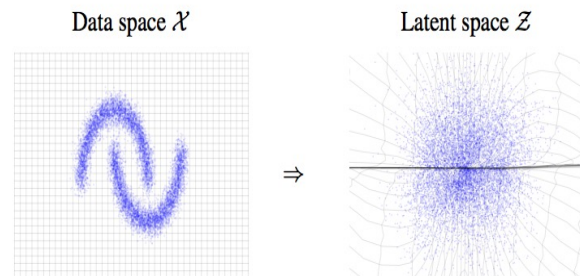 Data space 𝒳
Latent space 𝒵
⇒